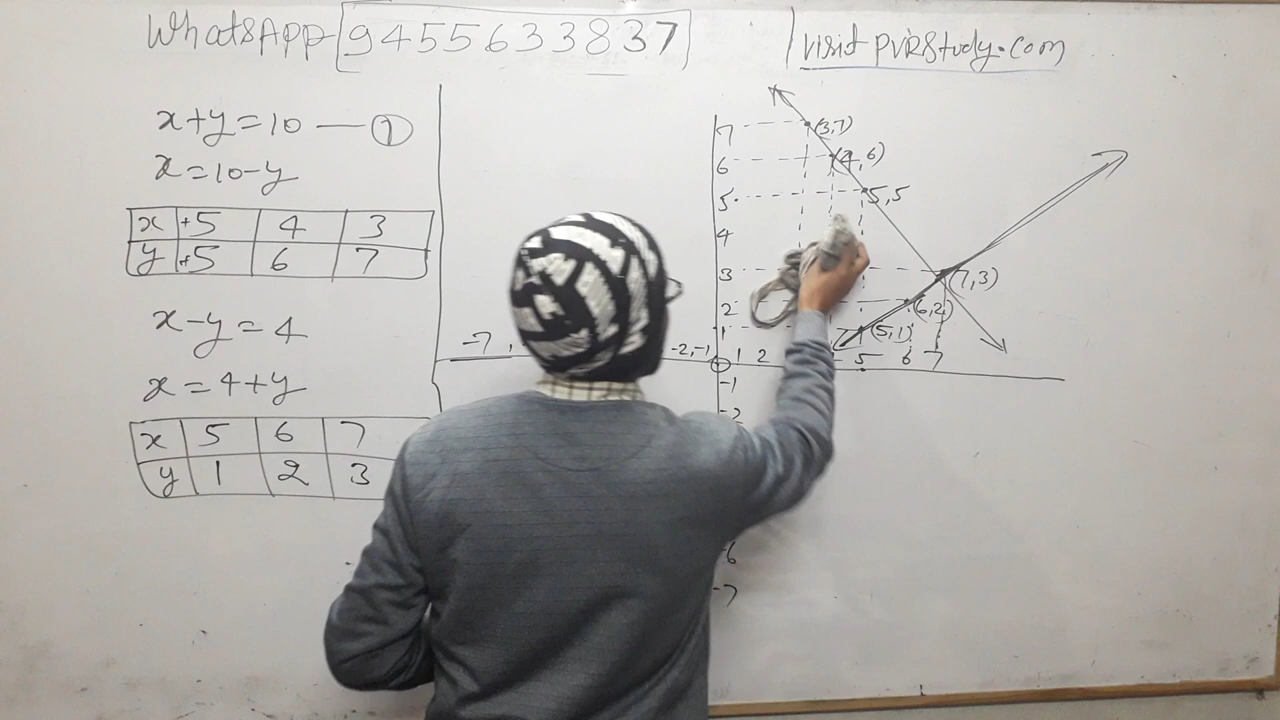 WhatsApp 9455633837
visit PVRStudy.com
x+y=10 — ①
x=10-y
x +5 4 3
y +5 6 7
x-y=4
x=4+y
x 5 6 7
y 1 2 3
7 (3,7)
6 (4,6)
5 5,5
4
3 (7,3)
2 (6,2)
1 (5,1)
-7 -2,-1 1 2 5 6 7
-1
-2
-6
-7